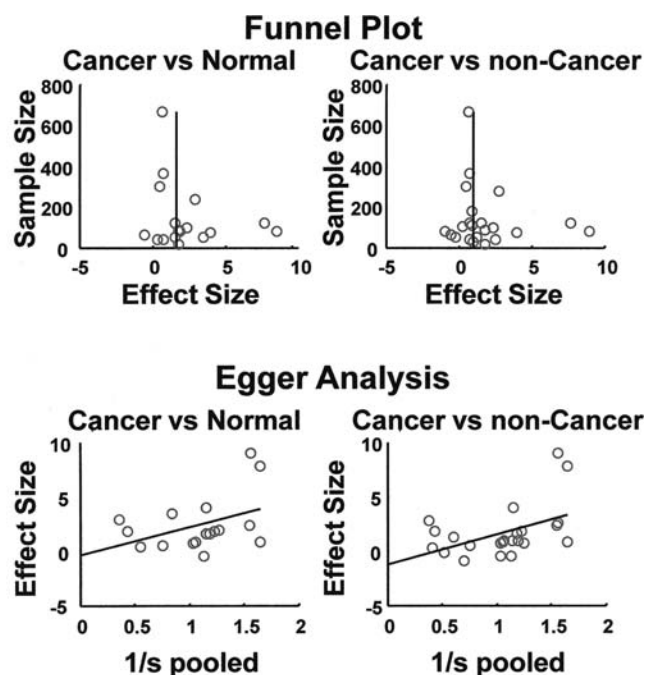 Funnel Plot
Cancer vs Normal
Cancer vs non-Cancer
Sample Size
800
600
400
200
0
-5
0
5
10
Effect Size
Sample Size
800
600
400
200
0
-5
0
5
10
Effect Size
Egger Analysis
Cancer vs Normal
Cancer vs non-Cancer
Effect Size
10
5
0
-5
0
0.5
1
1.5
2
1/s pooled
Effect Size
10
5
0
-5
0
0.5
1
1.5
2
1/s pooled